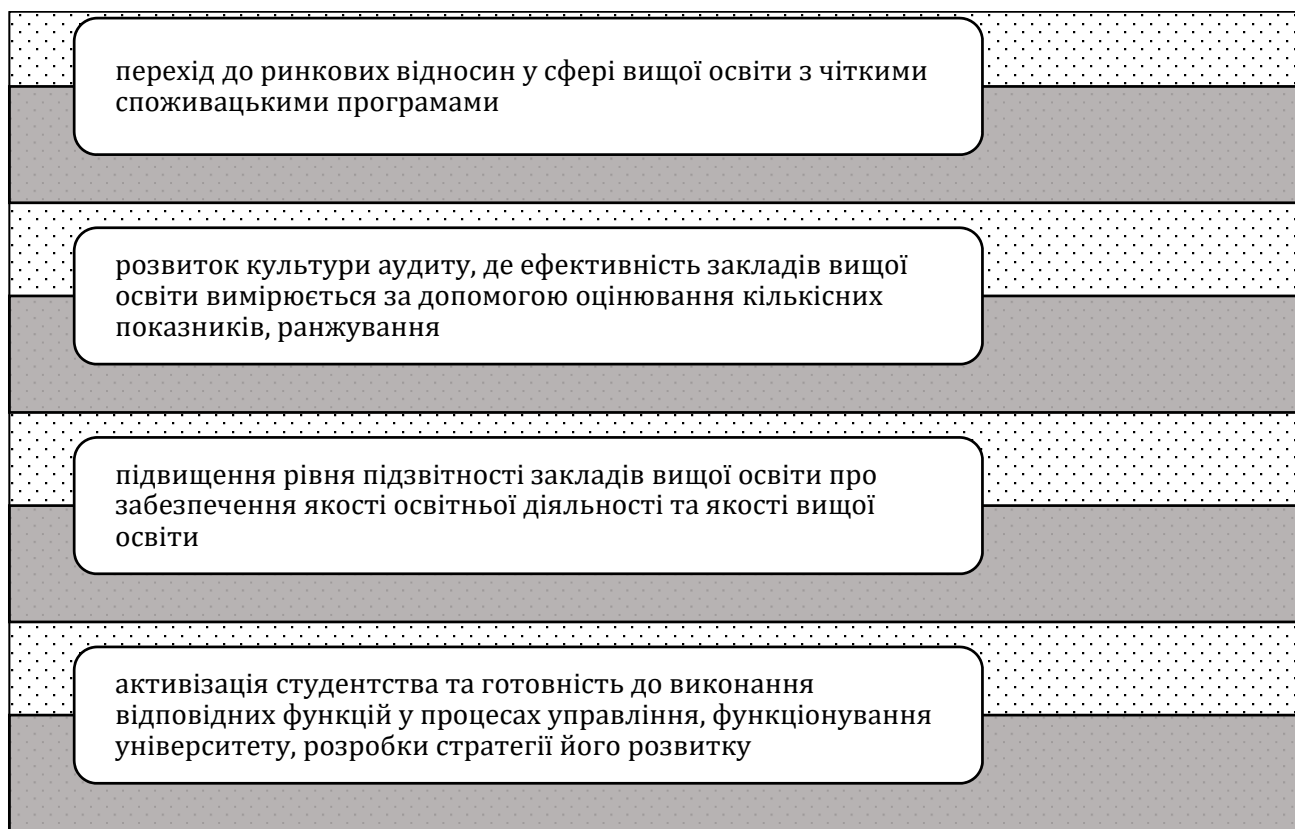 перехід до ринкових відносин у сфері вищої освіти з чіткими
споживацькими програмами
розвиток культури аудиту, де ефективність закладів вищої
освіти вимірюється за допомогою оцінювання кількісних
показників, ранжування
підвищення рівня підзвітності закладів вищої освіти про
забезпечення якості освітньої діяльності та якості вищої
освіти
активізація студентства та готовність до виконання
відповідних функцій у процесах управління, функціонування
університету, розробки стратегії його розвитку